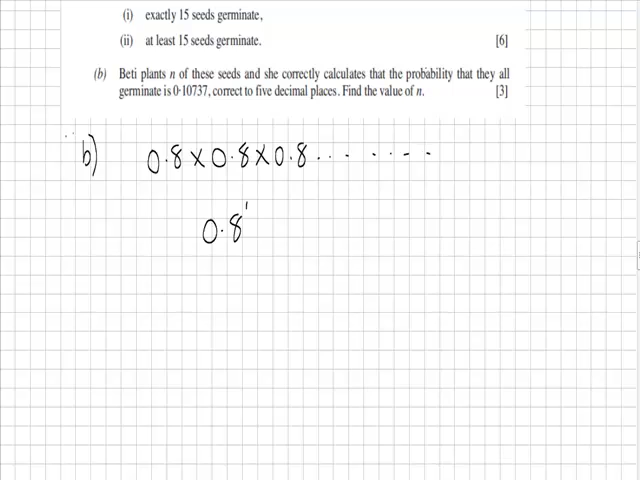 (i) exactly 15 seeds germinate,
(ii) at least 15 seeds germinate. [6]
(b) Beti plants n of these seeds and she correctly calculates that the probability that they all
germinate is 0·10737, correct to five decimal places. Find the value of n. [3]
b) 0.8 × 0.8 × 0.8 . . . . . . . .
0.8'